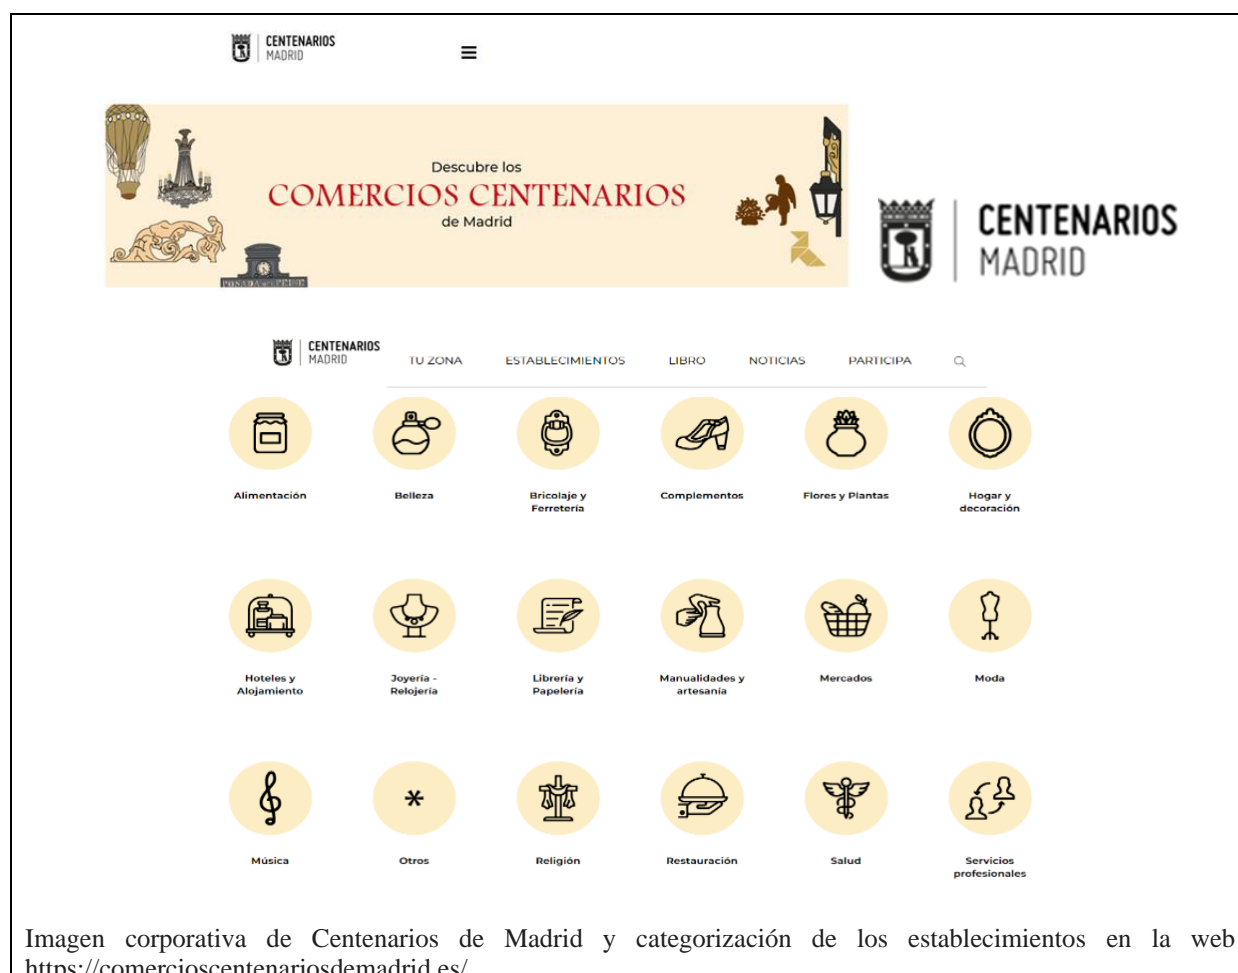 CENTENARIOS
MADRID
Descubre los
COMERCIOS CENTENARIOS
de Madrid
POSADA DEL PEINE
CENTENARIOS
MADRID
CENTENARIOS
MADRID
TU ZONA ESTABLECIMIENTOS LIBRO NOTICIAS PARTICIPA
Alimentación
Belleza
Bricolaje y
Ferretería
Complementos
Flores y Plantas
Hogar y
decoración
Hoteles y
Alojamiento
Joyería -
Relojería
Librería y
Papelería
Manualidades y
artesanía
Mercados
Moda
Música
Otros
Religión
Restauración
Salud
Servicios
profesionales
Imagen corporativa de Centenarios de Madrid y categorización de los establecimientos en la web
https://comercioscentenariosdemadrid.es/